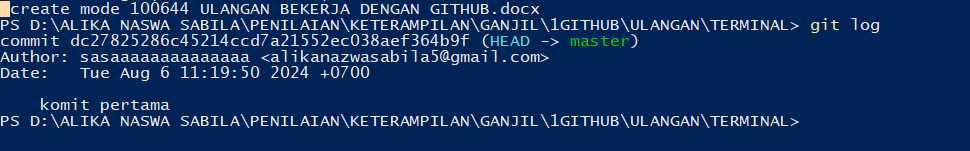 create mode 100644 ULANGAN BEKERJA DENGAN GITHUB.docx
PS D:\ALIKA NASWA SABILA\PENILAIAN\KETERAMPILAN\GANJIL\1GITHUB\ULANGAN\TERMINAL> git log
commit dc27825286c45214ccd7a21552ec038aef364b9f (HEAD -> master)
Author: sasaaaaaaaaaaaaaa <alikanazwasabila5@gmail.com>
Date:   Tue Aug 6 11:19:50 2024 +0700
komit pertama
PS D:\ALIKA NASWA SABILA\PENILAIAN\KETERAMPILAN\GANJIL\1GITHUB\ULANGAN\TERMINAL>